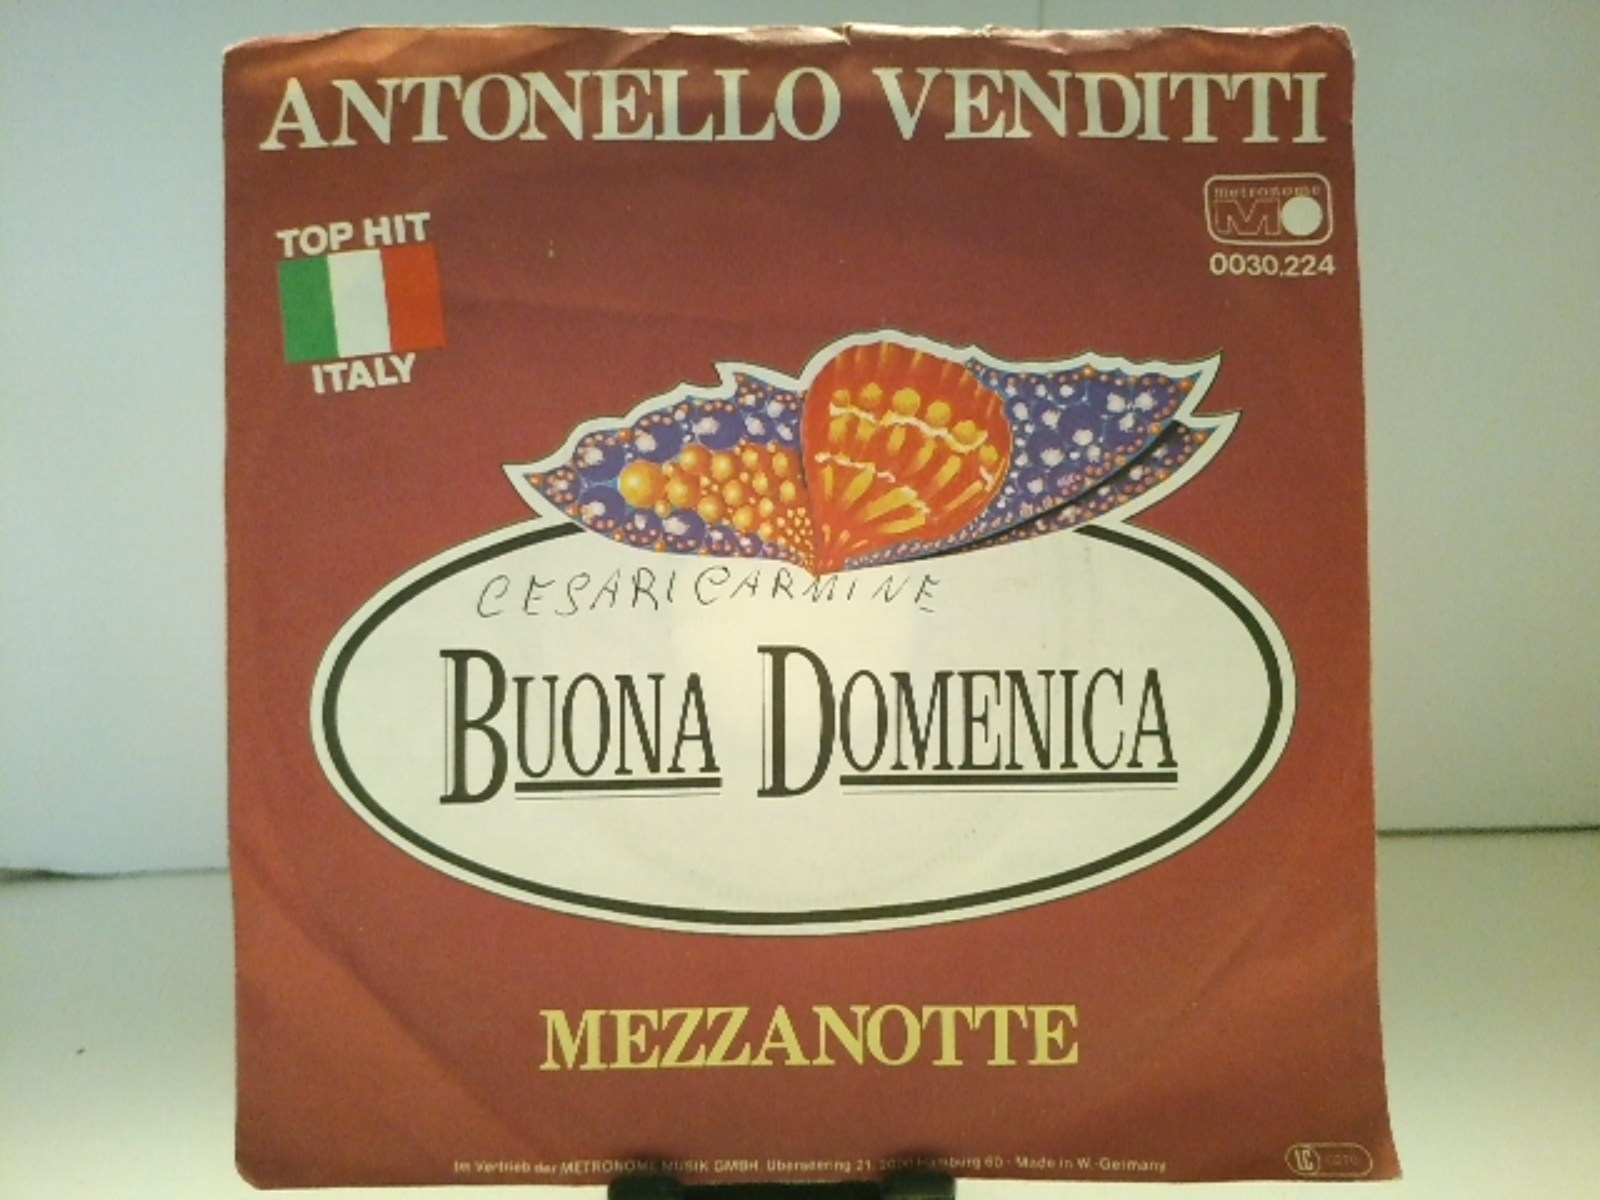 ANTONELLO VENDITTI
TOP HIT
ITALY
metronome
0030.224
CESARI CARMINE
BUONA DOMENICA
MEZZANOTTE
Im Vertrieb der METRONOME MUSIK GMBH, Überseering 21, 2000 Hamburg 60 · Made in W.-Germany
LC